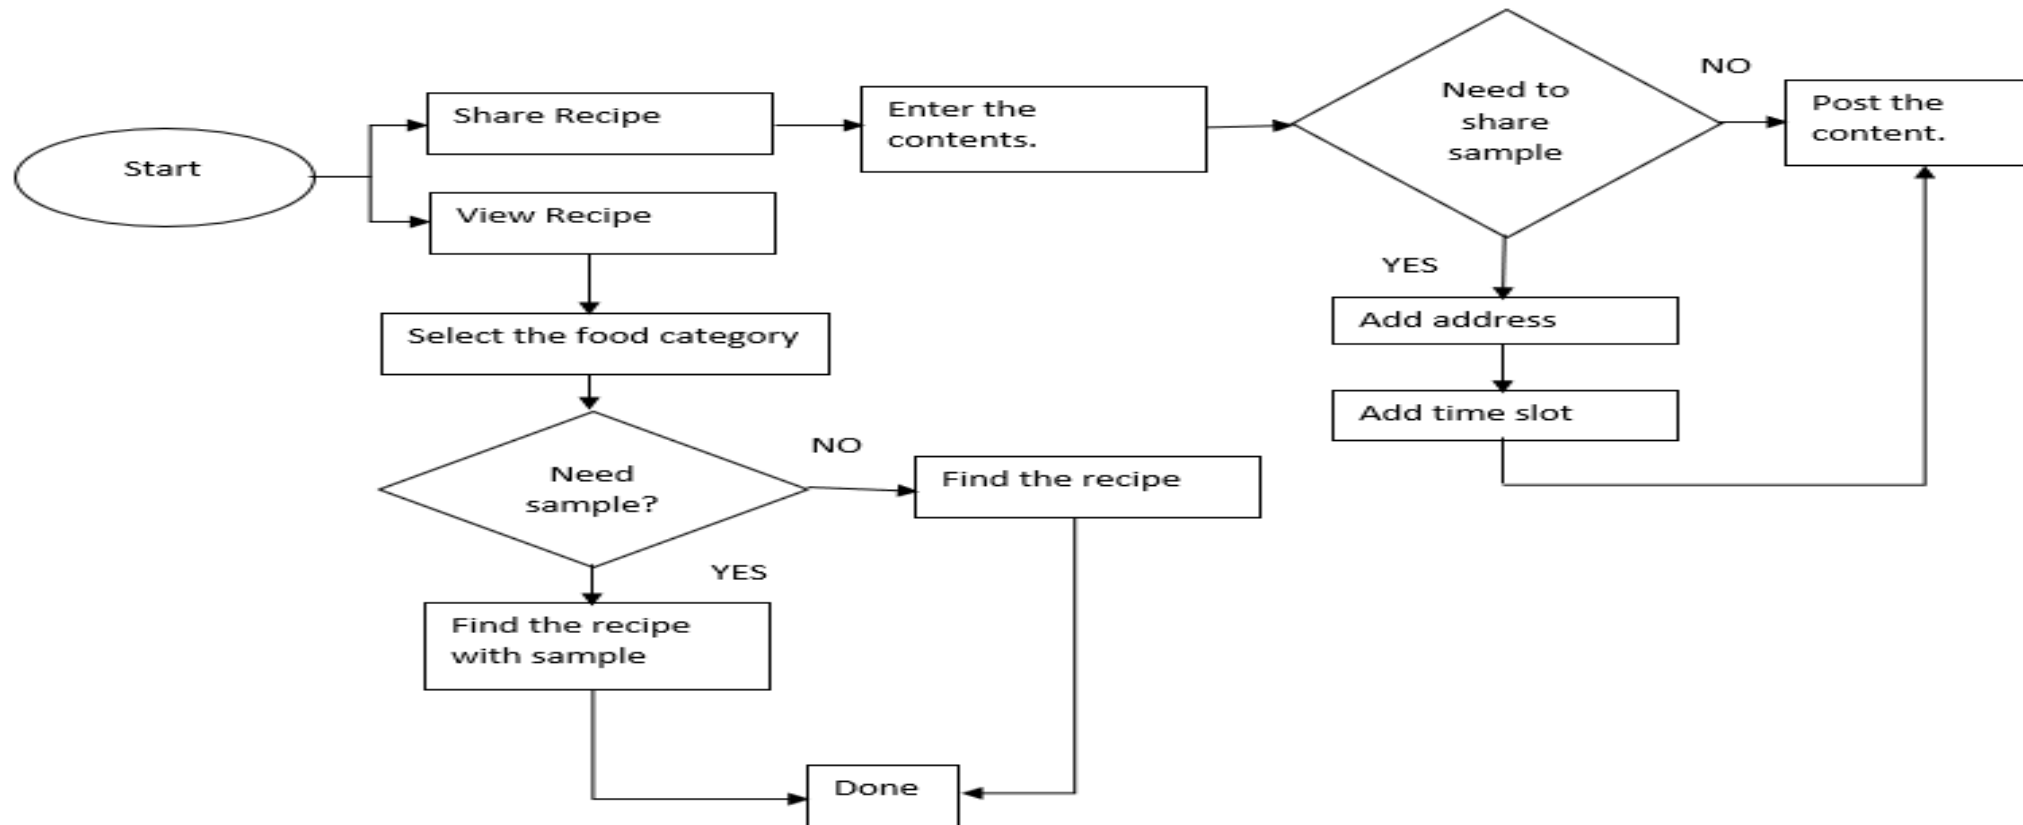 Start
Share Recipe
View Recipe
Enter the
contents.
Need to
share
sample
NO
Post the
content.
YES
Add address
Add time slot
Select the food category
Need
sample?
NO
Find the recipe
YES
Find the recipe
with sample
Done